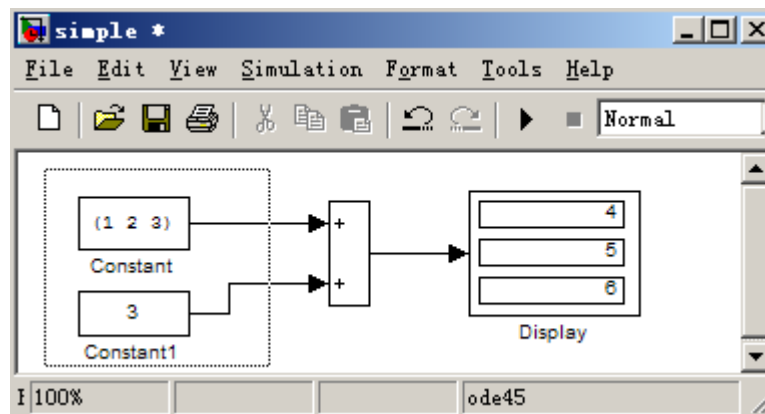 simple *
File Edit View Simulation Format Tools Help
Normal
(1 2 3)
Constant
3
Constant1
+
+
4
5
6
Display
100%
ode45